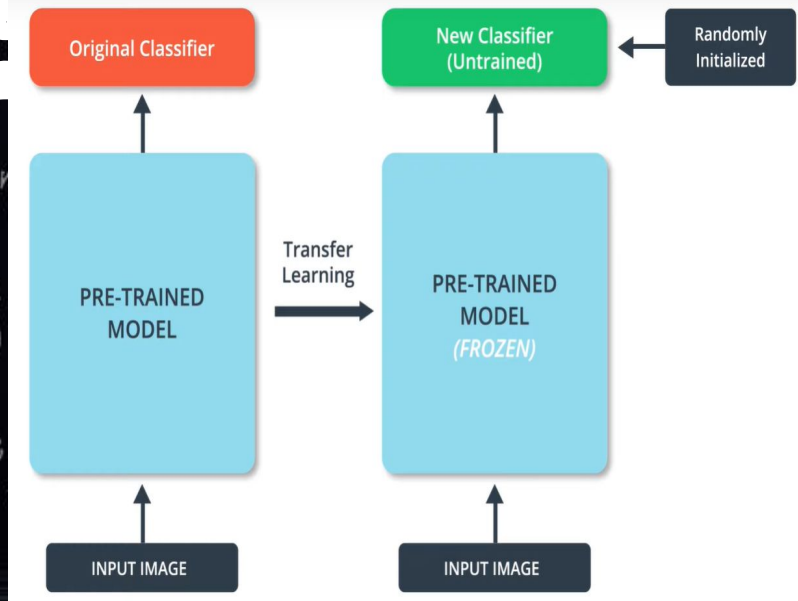 Original Classifier
New Classifier
(Untrained)
Randomly
Initialized
Transfer
Learning
PRE-TRAINED
MODEL
PRE-TRAINED
MODEL
(FROZEN)
INPUT IMAGE
INPUT IMAGE